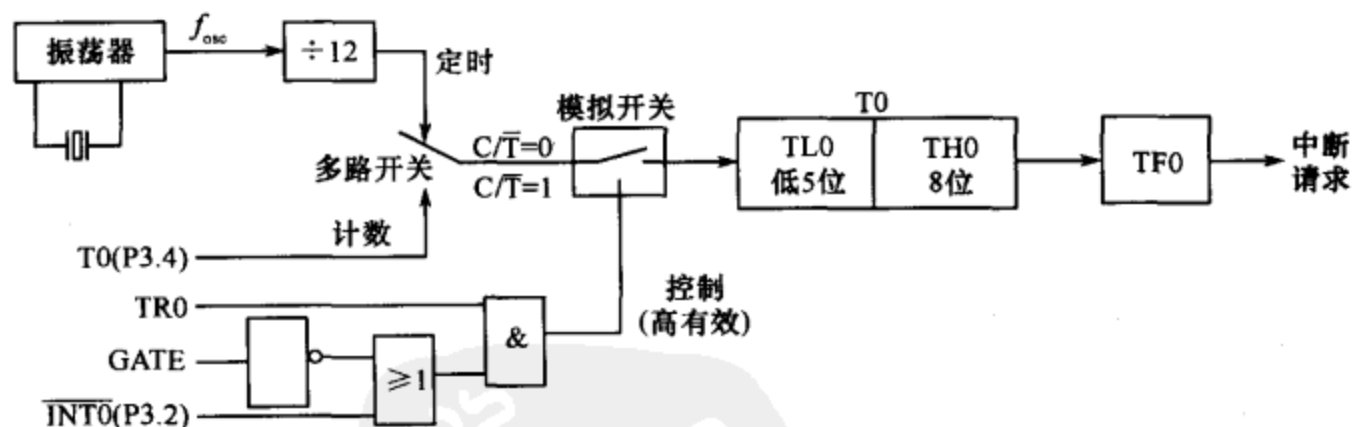 振荡器
fosc
÷12
定时
多路开关
C/T̅=0
C/T̅=1
模拟开关
T0
TL0
低5位
TH0
8位
TF0
中断
请求
计数
T0(P3.4)
TR0
GATE
I̅N̅T̅0̅(P3.2)
≥1
&
控制
(高有效)